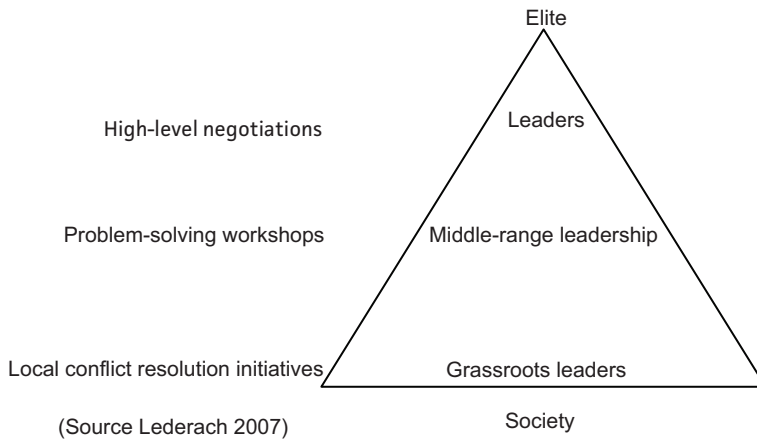 Elite
High-level negotiations
Leaders
Problem-solving workshops
Middle-range leadership
Local conflict resolution initiatives
Grassroots leaders
(Source Lederach 2007)
Society